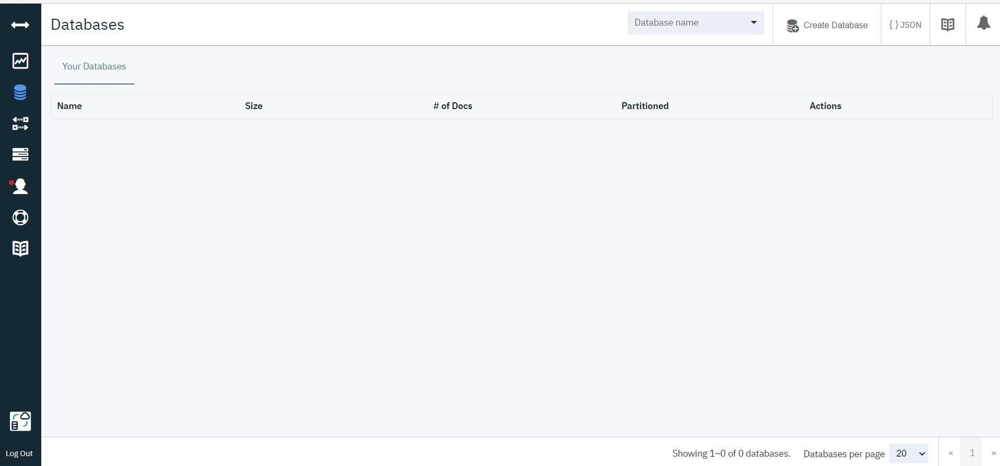 Databases
Database name
Create Database
{ } JSON
Your Databases
Name Size # of Docs Partitioned Actions
Log Out
Showing 1–0 of 0 databases. Databases per page 20 « 1 »